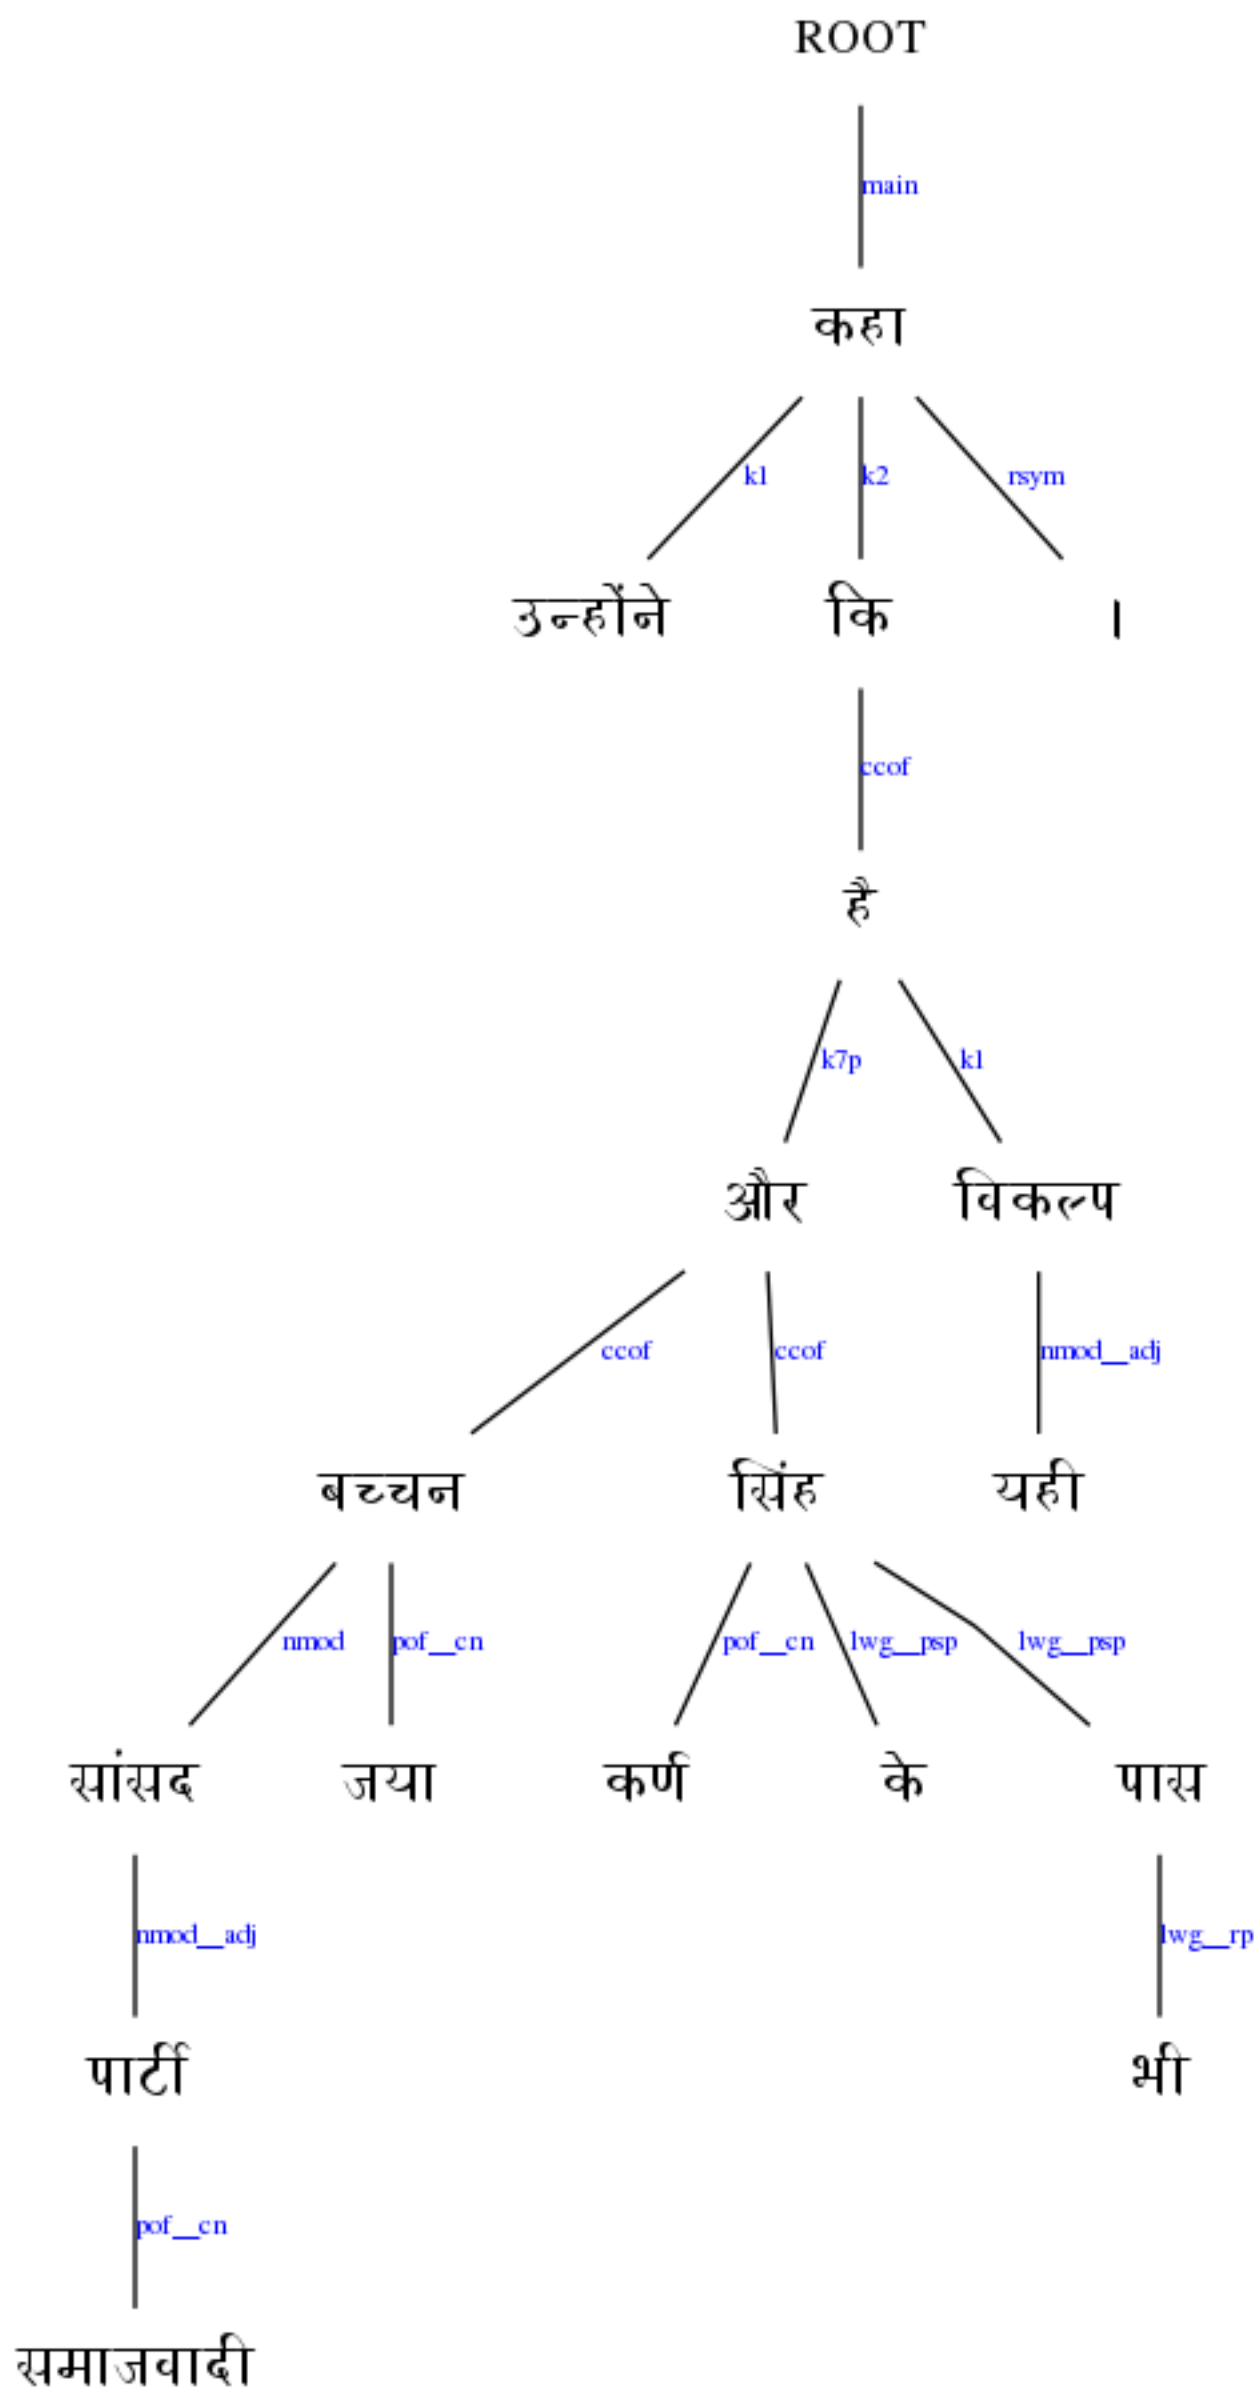 ROOT
main
कहा
k1 k2 rsym
उन्होंने कि ।
ccof
है
k7p k1
और विकल्प
ccof ccof nmod__adj
बच्चन सिंह यही
nmod pof__cn pof__cn lwg__psp lwg__psp
सांसद जया कर्ण के पास
nmod__adj lwg__rp
पार्टी भी
pof__cn
समाजवादी